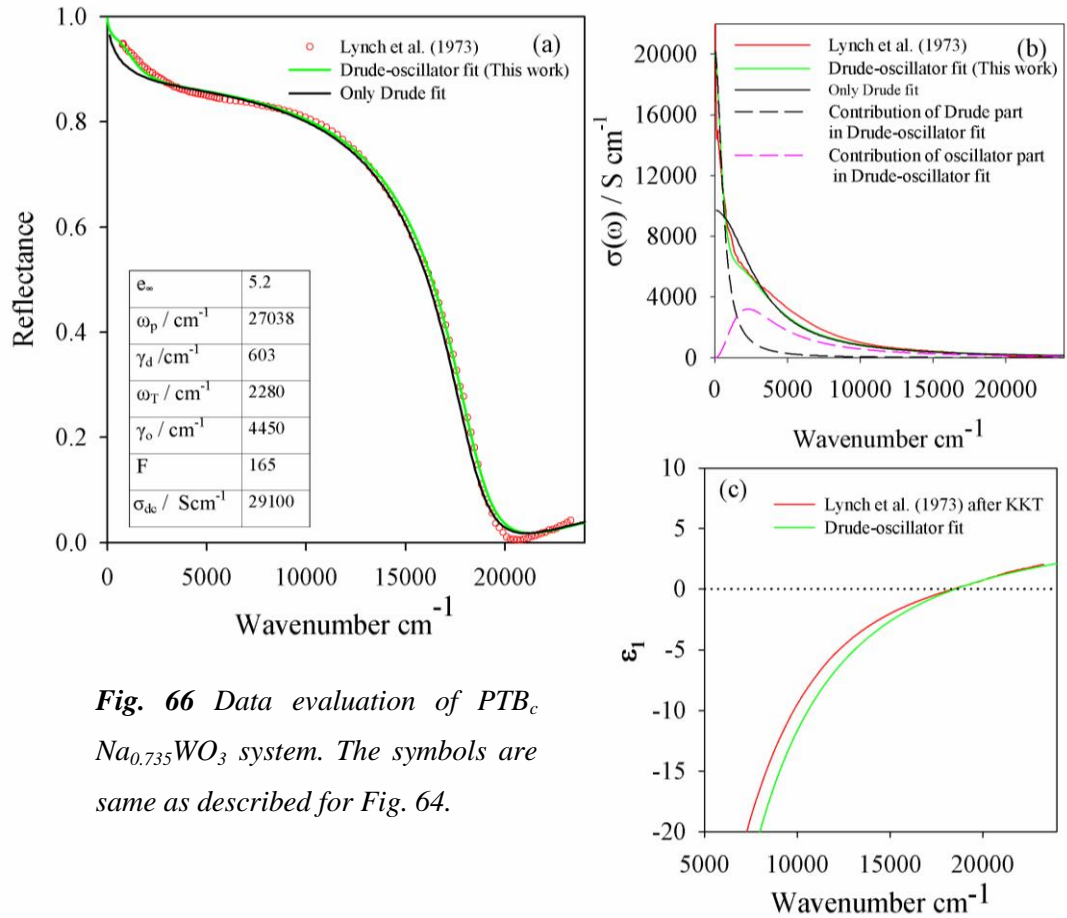 1.0
0.8
0.6
0.4
0.2
0.0
Reflectance
(a)
Lynch et al. (1973)
Drude-oscillator fit (This work)
Only Drude fit
e∞ 5.2
ωp / cm-1 27038
γd /cm-1 603
ωT / cm-1 2280
γo / cm-1 4450
F 165
σdc / Scm-1 29100
0 5000 10000 15000 20000
Wavenumber cm-1
(b)
20000
16000
12000
8000
4000
0
σ(ω) / S cm-1
Lynch et al. (1973)
Drude-oscillator fit (This work)
Only Drude fit
Contribution of Drude part
in Drude-oscillator fit
Contribution of oscillator part
in Drude-oscillator fit
0 5000 10000 15000 20000
Wavenumber cm-1
(c)
10
5
0
-5
-10
-15
-20
ε1
Lynch et al. (1973) after KKT
Drude-oscillator fit
5000 10000 15000 20000
Wavenumber cm-1
Fig. 66 Data evaluation of PTBc
Na0.735WO3 system. The symbols are
same as described for Fig. 64.